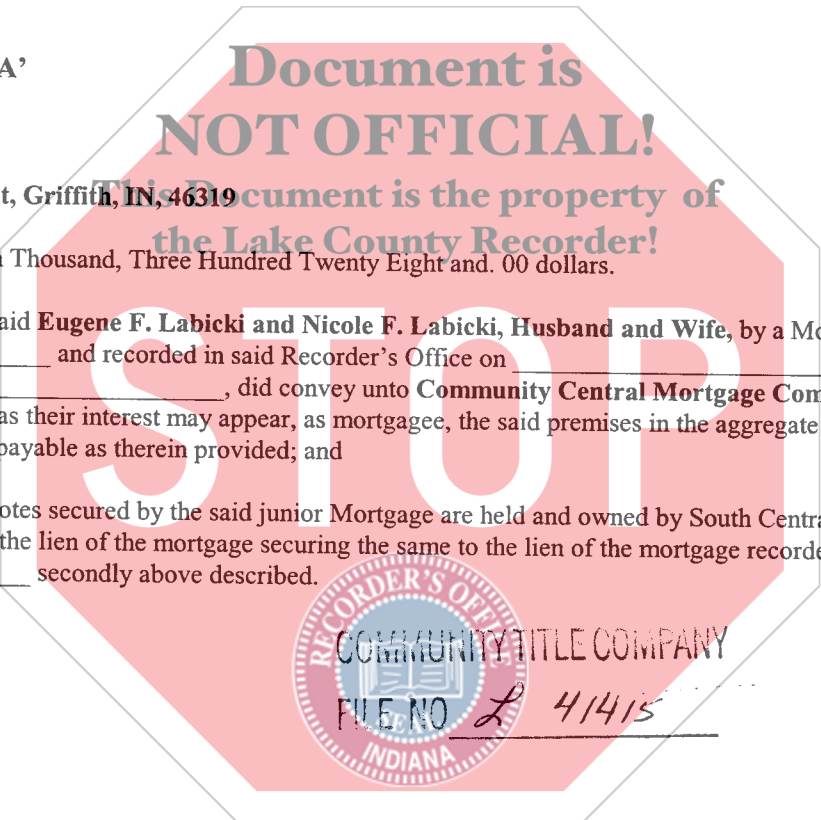 Document is
A’
NOT OFFICIAL!
This Document is the property of
t, Griffith, IN, 46319
the Lake County Recorder!
Thousand, Three Hundred Twenty Eight and. 00 dollars.
STOP
aid Eugene F. Labicki and Nicole F. Labicki, Husband and Wife, by a Mo
and recorded in said Recorder's Office on
, did convey unto Community Central Mortgage Com
as their interest may appear, as mortgagee, the said premises in the aggregate
payable as therein provided; and
otes secured by the said junior Mortgage are held and owned by South Centra
the lien of the mortgage securing the same to the lien of the mortgage recorde
secondly above described.
RECORDER'S OFFICE
COMMUNITY TITLE COMPANY
FILE NO L 41415
SEAL
INDIANA